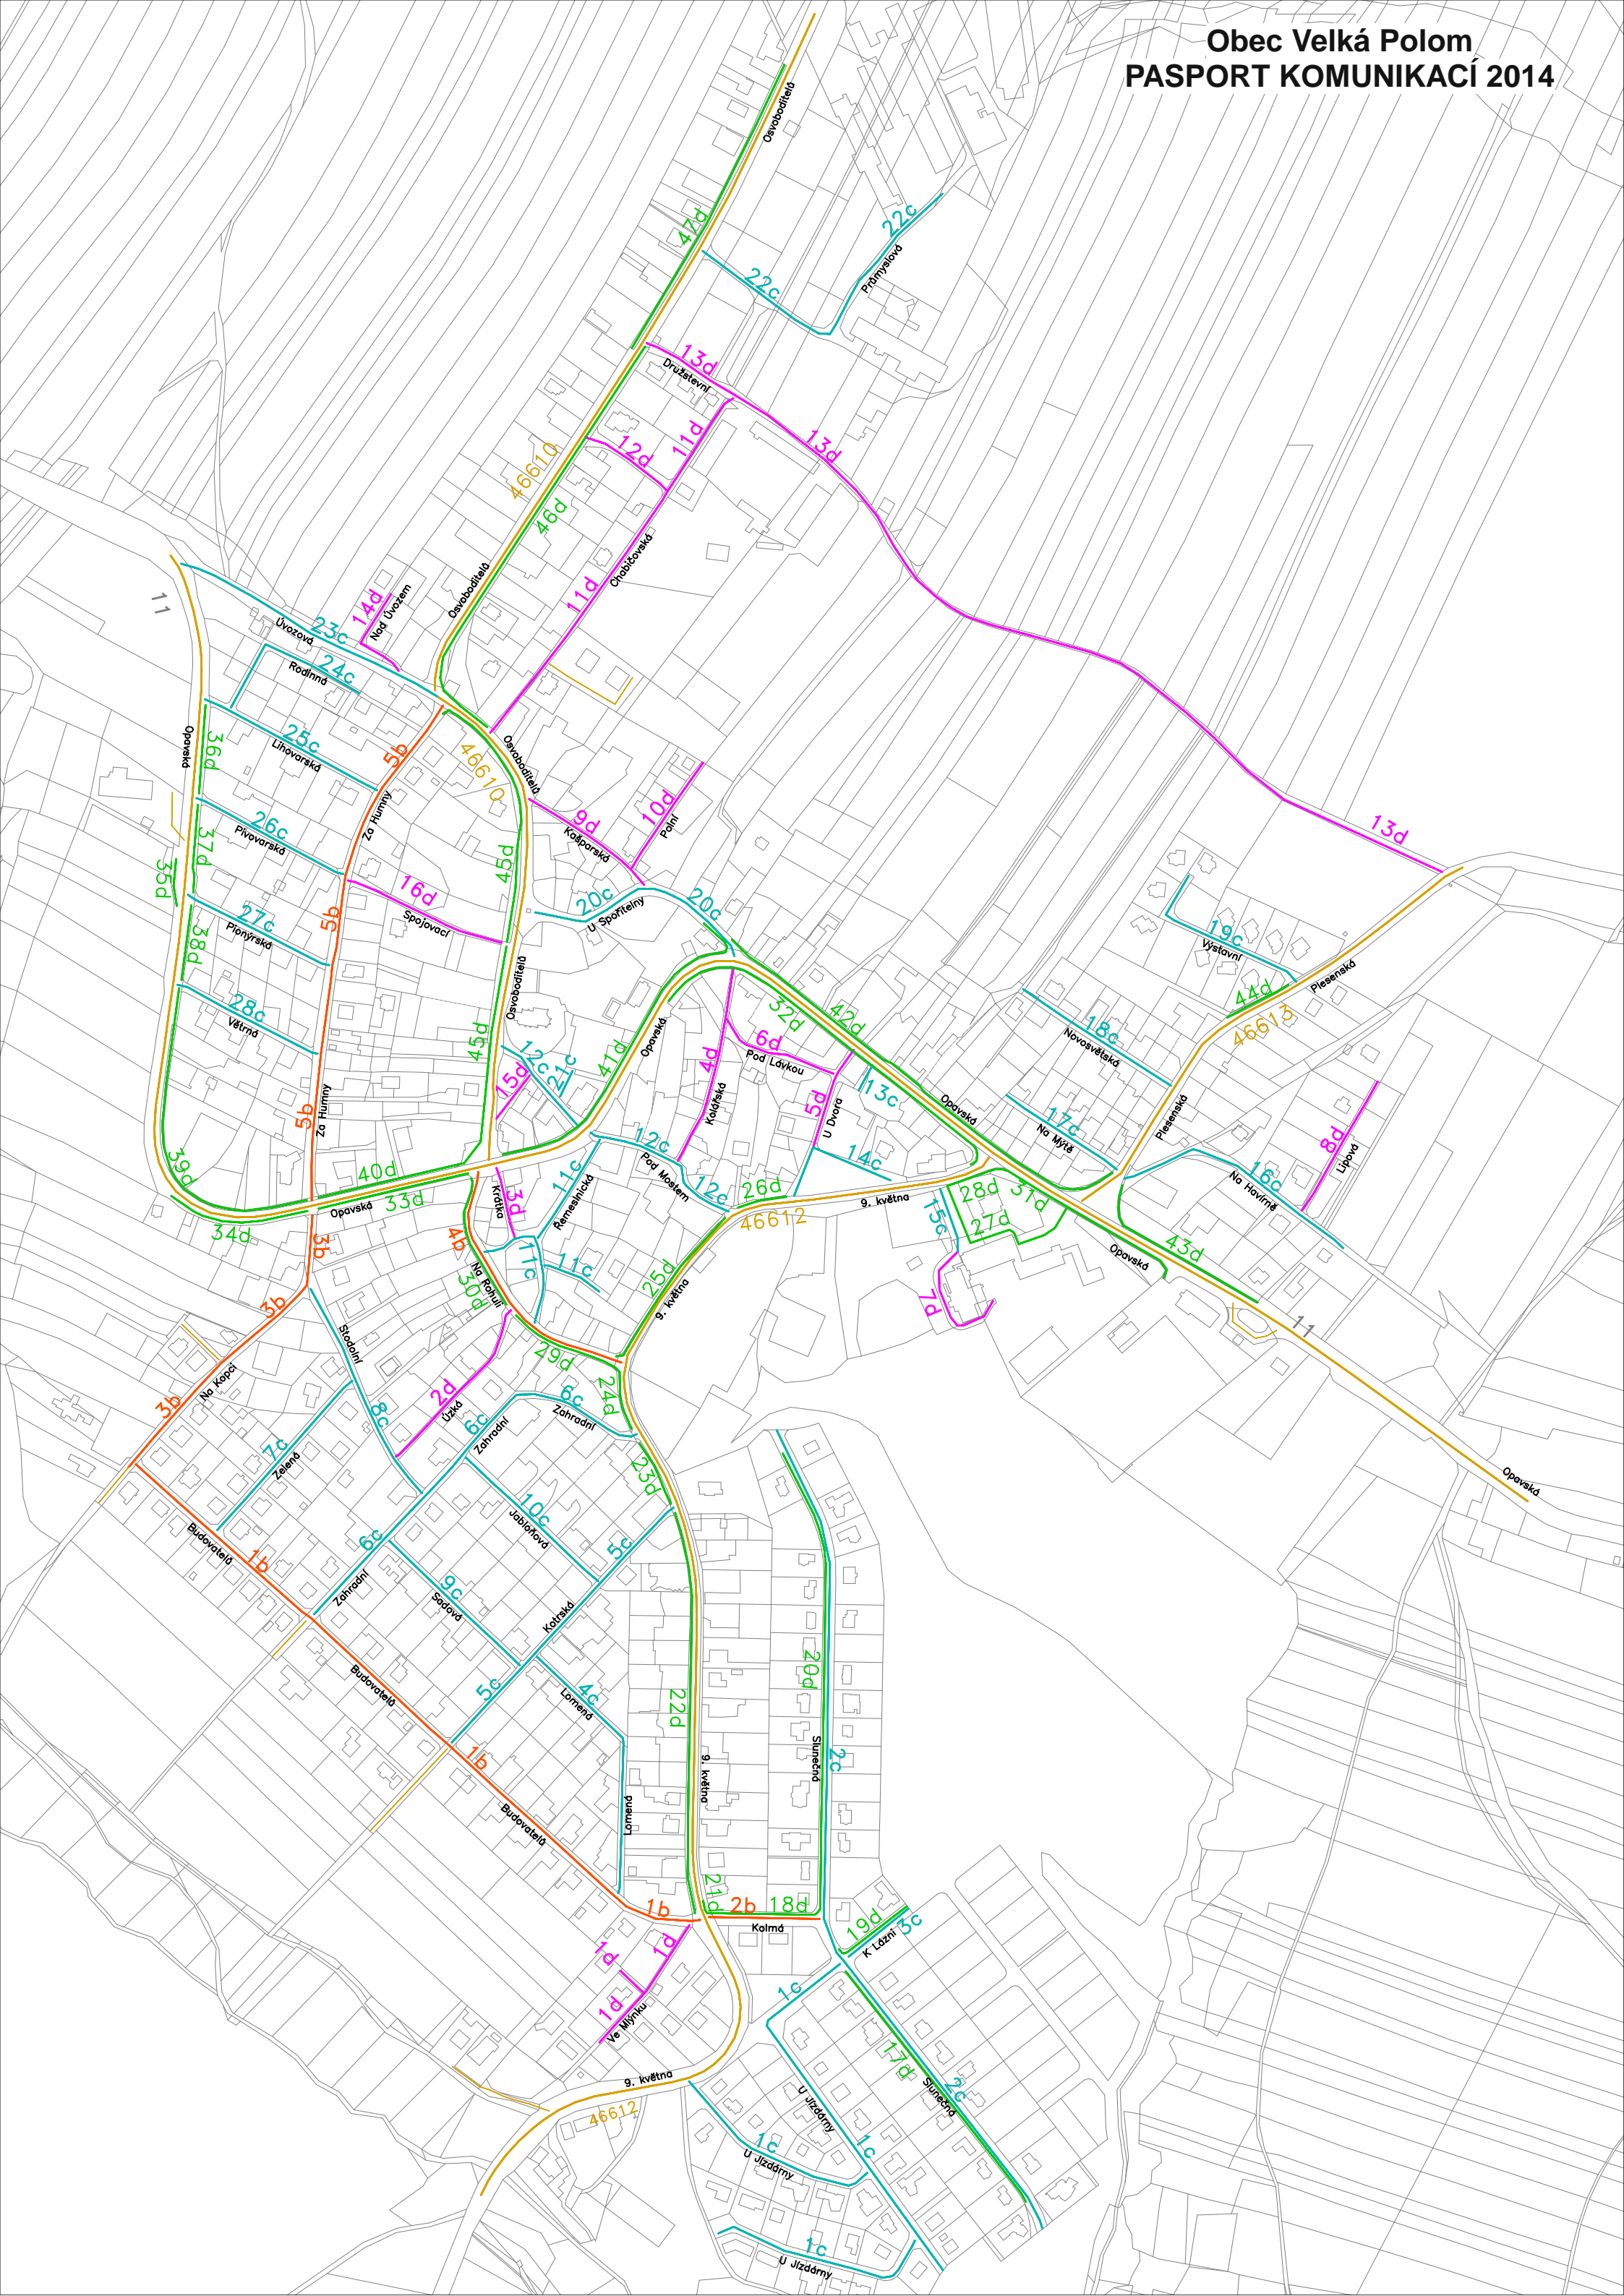 Obec Velká Polom
PASPORT KOMUNIKACÍ 2014
Osvoboditelů
47d
22c
22c
Průmyslová
13d
Družstevní
11d
12d
13d
46610
46d
Chabičovská
11d
Osvoboditelů
11
14d
Nad Úvozem
23c
Úvozová
24c
Rodinná
Opavská
36d
25c
Lihovarská
5b
46610
Osvoboditelů
Za Humny
10d
Polní
9d
Kašparská
13d
26c
Pivovarská
37d
35d
45d
16d
Spojovací
20c
U Spořitelny
20c
27c
Pionýrská
5b
38d
19c
Výstavní
Plesenská
44d
46613
Osvoboditelů
28c
Větrná
45d
32d
42d
18c
Novosvětská
Opavská
41d
12c
21c
15d
4d
Kolářská
6d
Pod Lávkou
5d
U Dvora
13c
Opavská
17c
Na Mýtě
Plesenská
8d
Lipová
5b
Za Humny
39d
40d
33d
Opavská
34d
12c
Pod Mostem
12c
11c
Řemeslnická
14c
26d
46612
9. května
15c
28d
27d
31d
16c
Na Havírně
3d
Krátká
3b
4b
Na Rohuli
30d
11c
11c
25d
9. května
7d
43d
Opavská
11
3b
Na Kopci
3b
Stodolní
29d
24d
2d
Úzká
8c
6c
Zahradní
6c
Zahradní
7c
Zelená
23d
Opavská
10c
Jabloňová
5c
Budovatelů
1b
6c
Zahradní
9c
Sadová
Kotrská
20d
Budovatelů
5c
4c
Lomená
22d
Slunečná
2c
1b
9. května
Budovatelů
Lomená
21d
1b
2b
18d
Kolmá
19d
3c
K Lázni
1d
1d
1d
Ve Mlýnku
1c
17d
2c
Slunečná
9. května
46612
U Jízdárny
1c
1c
U Jízdárny
1c
U Jízdárny